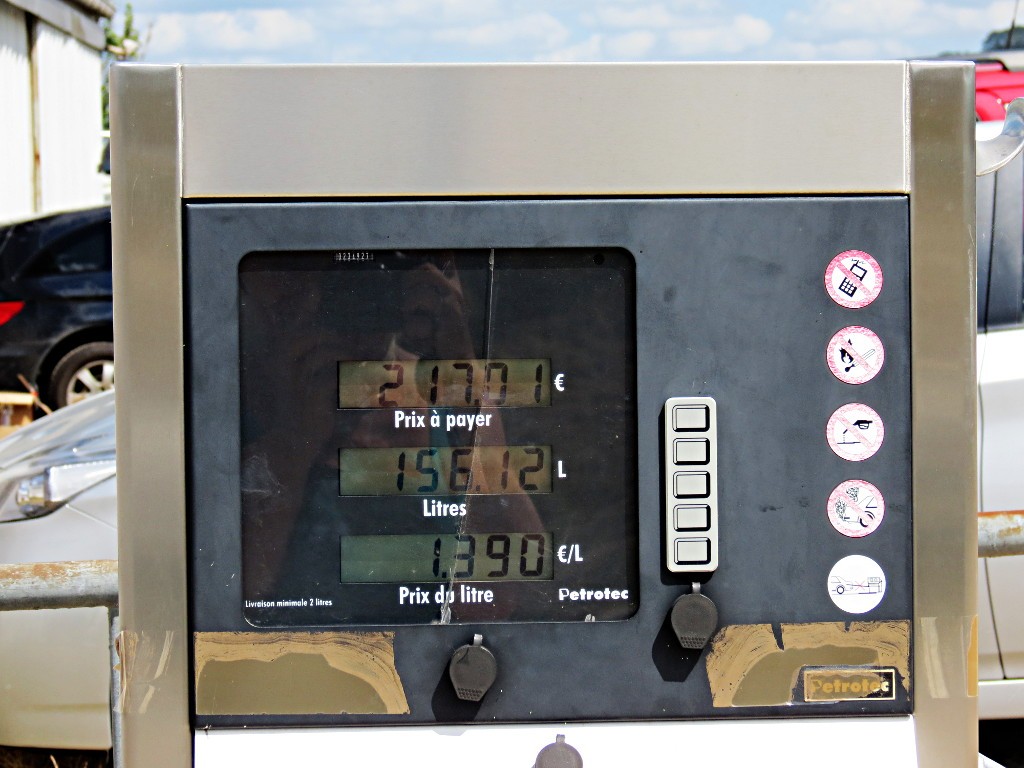 217.01 €
Prix à payer
156.12 L
Litres
1.390 €/L
Prix du litre
Petrotec
Livraison minimale 2 litres
Petrotec